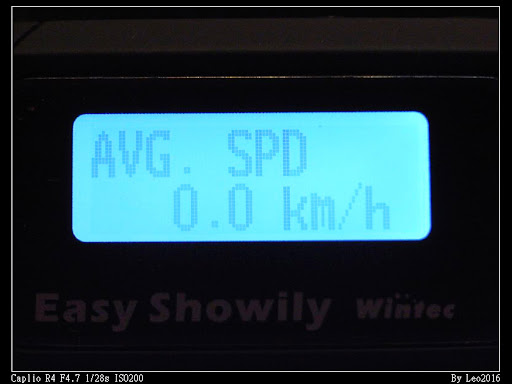 AVG. SPD
0.0 km/h
Easy Showily Wintec
Caplio R4 F4.7 1/28s ISO200
By Leo2016